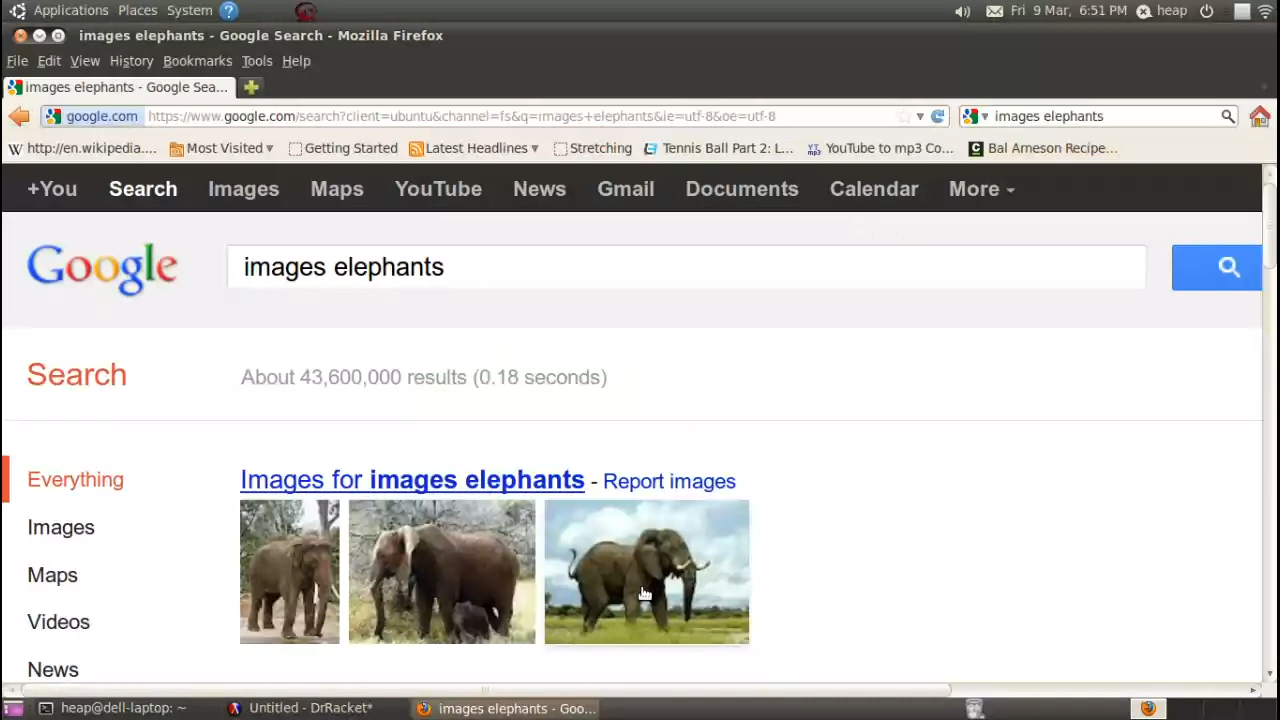 Applications Places System ? Fri 9 Mar, 6:51 PM heap
images elephants - Google Search - Mozilla Firefox
File Edit View History Bookmarks Tools Help
images elephants - Google Sea...
google.com https://www.google.com/search?client=ubuntu&channel=fs&q=images+elephants&ie=utf-8&oe=utf-8 images elephants
W http://en.wikipedia.... Most Visited Getting Started Latest Headlines Stretching Tennis Ball Part 2: L... YouTube to mp3 Co... Bal Arneson Recipe...
+You Search Images Maps YouTube News Gmail Documents Calendar More
Google images elephants
Search About 43,600,000 results (0.18 seconds)
Everything Images for images elephants - Report images
Images
Maps
Videos
News
heap@dell-laptop: ~ Untitled - DrRacket* images elephants - Goo...